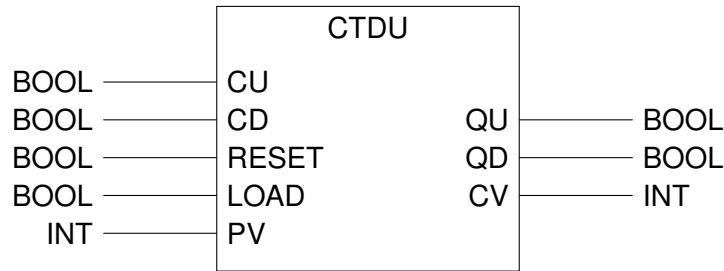 CTDU
BOOL CU
BOOL CD QU BOOL
BOOL RESET QD BOOL
BOOL LOAD CV INT
INT PV